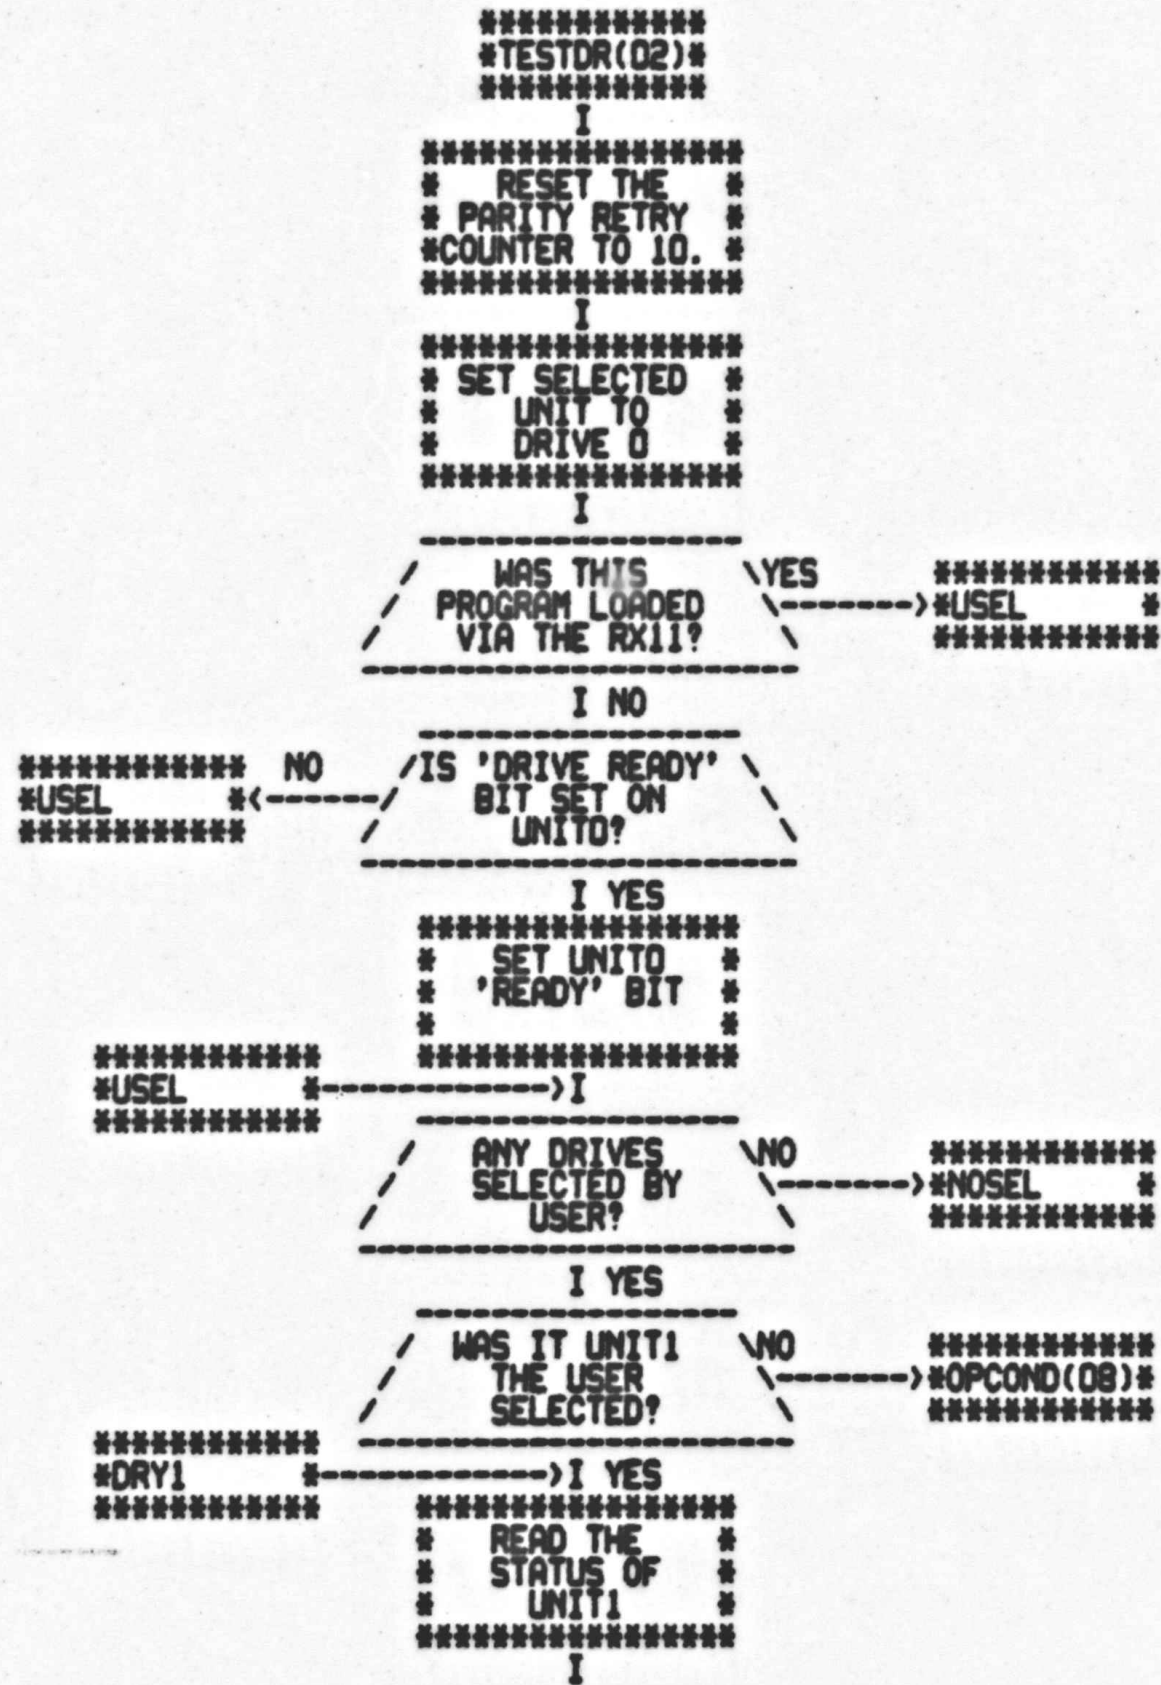 ************
*TESTDR(02)*
************
I
*****************
* RESET THE *
* PARITY RETRY *
*COUNTER TO 10. *
*****************
I
*****************
* SET SELECTED *
* UNIT TO *
* DRIVE 0 *
*****************
I
-----------------
/ WAS THIS \YES ************
/ PROGRAM LOADED \------->*USEL *
/ VIA THE RX11? \ ************
-----------------------
I NO
-----------------
************ NO /IS 'DRIVE READY' \
*USEL *<------/ BIT SET ON \
************ / UNIT0? \
-----------------------
I YES
*****************
* SET UNIT0 *
* 'READY' BIT *
* *
************ *****************
*USEL *------------>I
************ -----------------
/ ANY DRIVES \NO ************
/ SELECTED BY \------->*NOSEL *
/ USER? \ ************
-----------------------
I YES
-----------------
/ WAS IT UNIT1 \NO ************
/ THE USER \------->*OPCOND(08)*
/ SELECTED? \ ************
************ -----------------------
*DRY1 *------------>I YES
************ *****************
* READ THE *
* STATUS OF *
* UNIT1 *
*****************
I